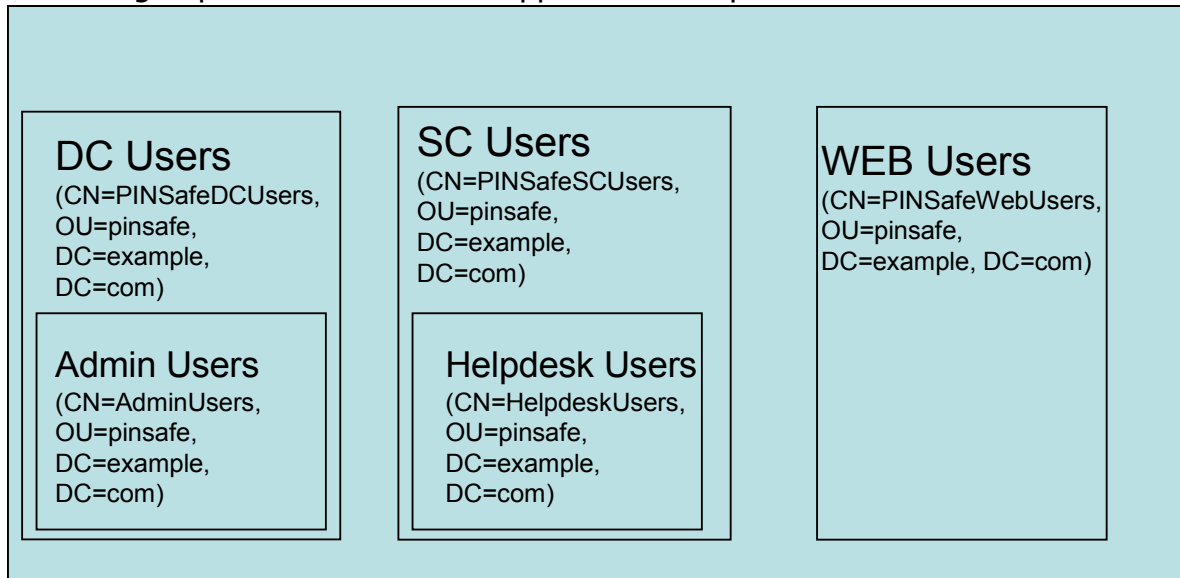 DC Users
(CN=PINSafeDCUsers,
OU=pinsafe,
DC=example,
DC=com)
Admin Users
(CN=AdminUsers,
OU=pinsafe,
DC=example,
DC=com)
SC Users
(CN=PINSafeSCUsers,
OU=pinsafe,
DC=example,
DC=com)
Helpdesk Users
(CN=HelpdeskUsers,
OU=pinsafe,
DC=example,
DC=com)
WEB Users
(CN=PINSafeWebUsers,
OU=pinsafe,
DC=example, DC=com)